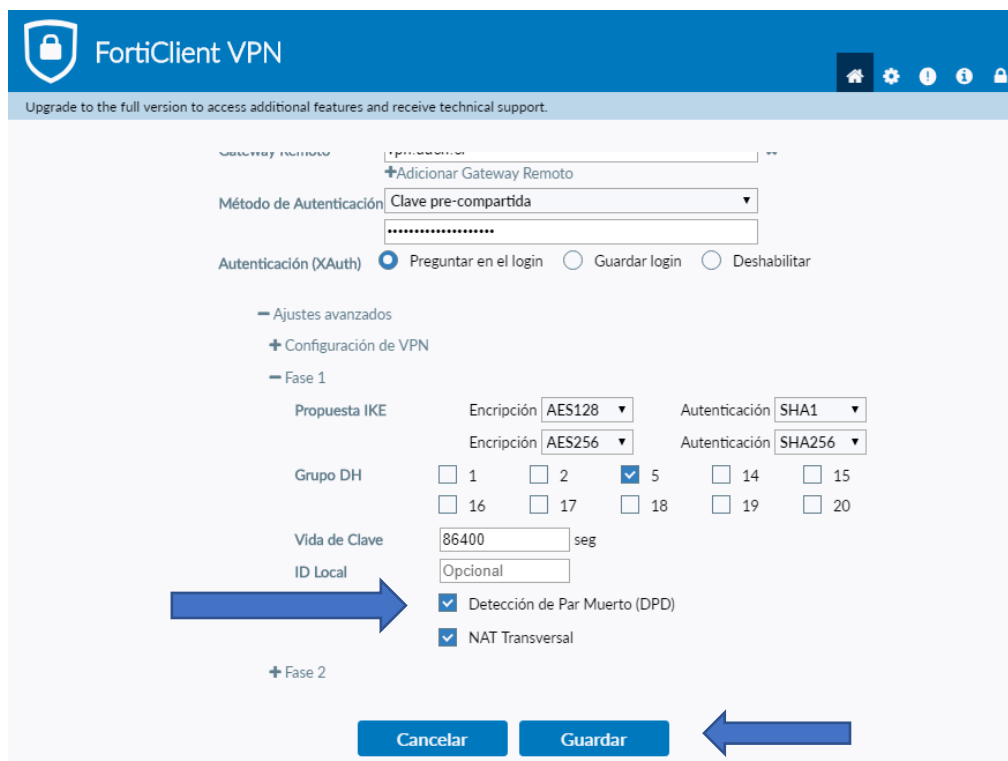 FortiClient VPN
Upgrade to the full version to access additional features and receive technical support.
Gateway Remoto
+Adicionar Gateway Remoto
Método de Autenticación Clave pre-compartida
••••••••••••••••••••
Autenticación (XAuth) Preguntar en el login Guardar login Deshabilitar
Ajustes avanzados
+ Configuración de VPN
Fase 1
Propuesta IKE Encripción AES128 Autenticación SHA1
Encripción AES256 Autenticación SHA256
Grupo DH 1 2 5 14 15
16 17 18 19 20
Vida de Clave 86400 seg
ID Local Opcional
Detección de Par Muerto (DPD)
NAT Transversal
+ Fase 2
Cancelar Guardar